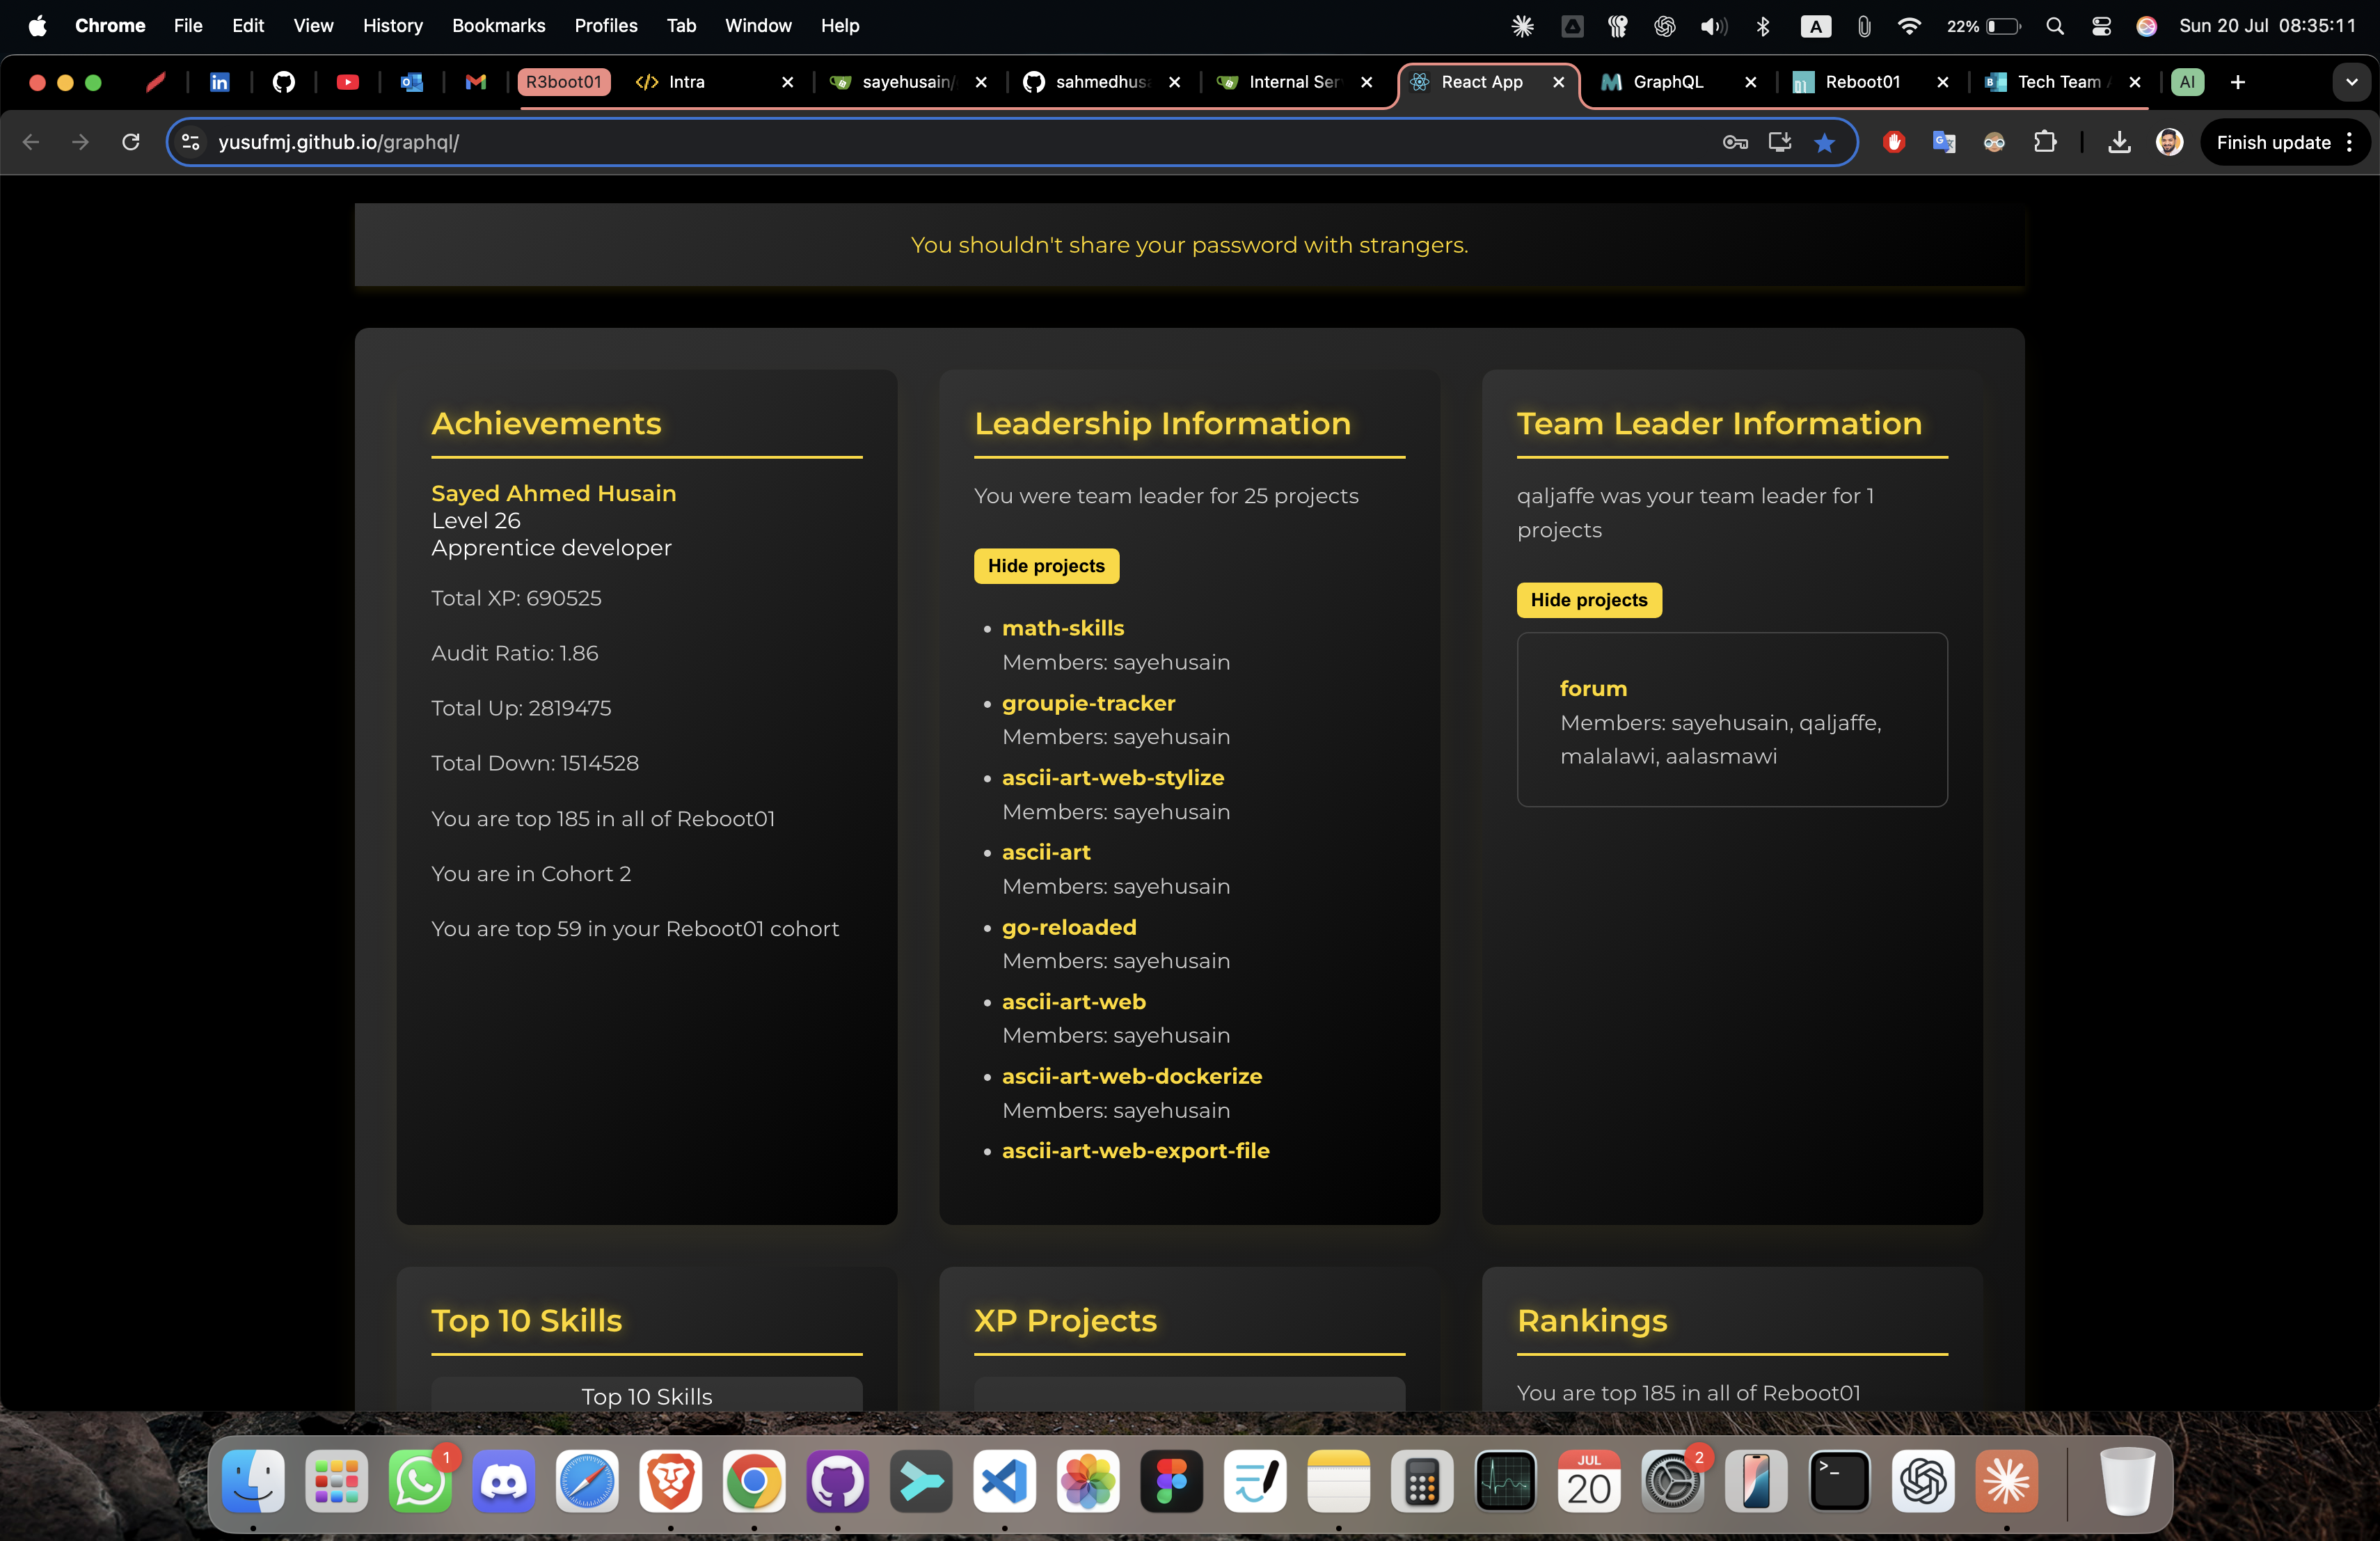 Chrome File Edit View History Bookmarks Profiles Tab Window Help
A 22% Sun 20 Jul 08:35:11
R3boot01 Intra sayehusain/ sahmedhus Internal Ser React App GraphQL Reboot01 Tech Team AI
yusufmj.github.io/graphql/ Finish update
You shouldn't share your password with strangers.
Achievements
Sayed Ahmed Husain
Level 26
Apprentice developer
Total XP: 690525
Audit Ratio: 1.86
Total Up: 2819475
Total Down: 1514528
You are top 185 in all of Reboot01
You are in Cohort 2
You are top 59 in your Reboot01 cohort
Leadership Information
You were team leader for 25 projects
Hide projects
math-skills
Members: sayehusain
groupie-tracker
Members: sayehusain
ascii-art-web-stylize
Members: sayehusain
ascii-art
Members: sayehusain
go-reloaded
Members: sayehusain
ascii-art-web
Members: sayehusain
ascii-art-web-dockerize
Members: sayehusain
ascii-art-web-export-file
Team Leader Information
qaljaffe was your team leader for 1
projects
Hide projects
forum
Members: sayehusain, qaljaffe,
malalawi, aalasmawi
Top 10 Skills
Top 10 Skills
XP Projects
Rankings
You are top 185 in all of Reboot01
1
JUL
20
2